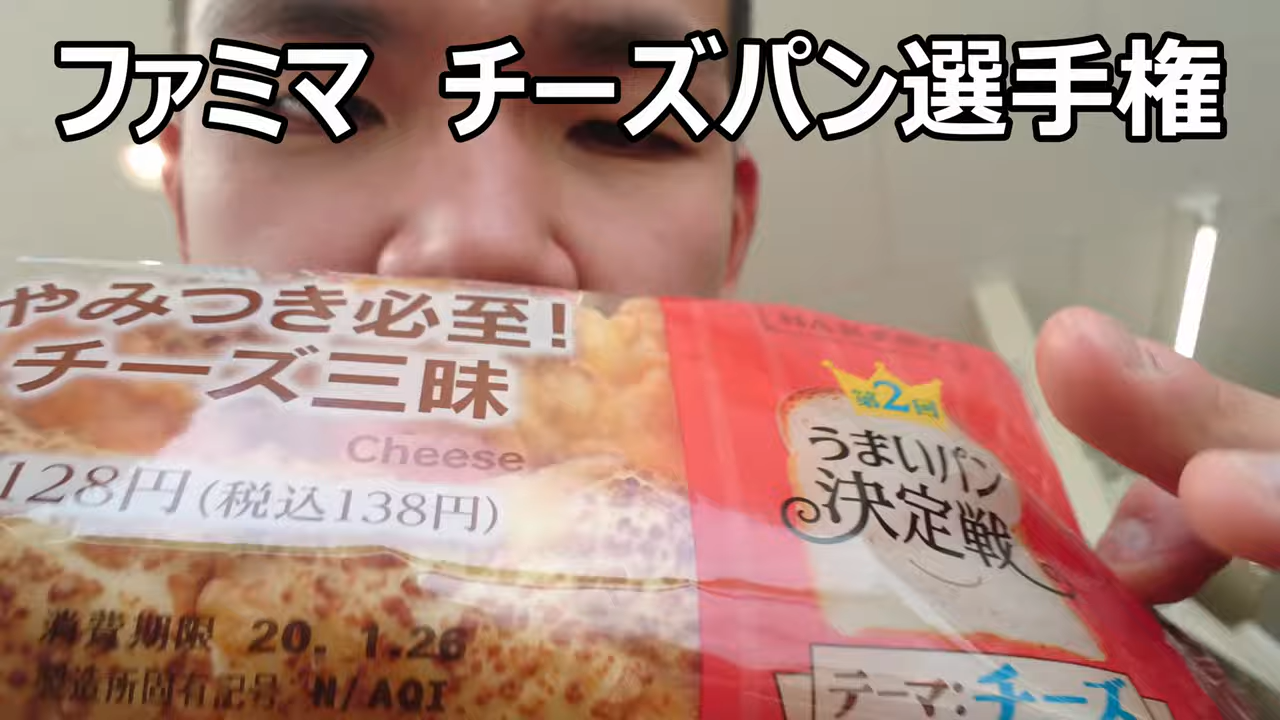 ファミマ チーズパン選手権
やみつき必至!
チーズ三昧
Cheese
128円(税込138円)
消費期限 20. 1.26
製造所固有記号 N/AQI
第2回
うまいパン
決定戦
テーマ:チーズ